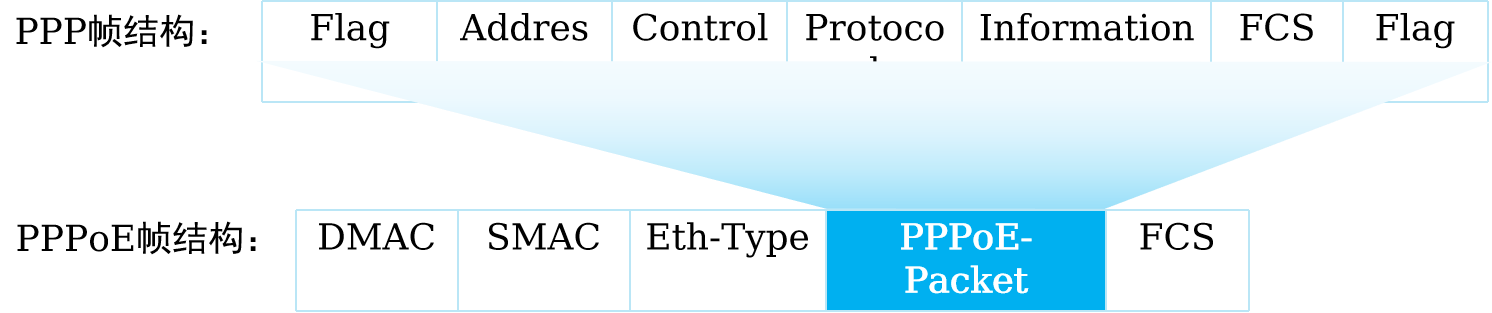 PPP帧结构： Flag Addres Control Protoco Information FCS Flag
PPPoE帧结构： DMAC SMAC Eth-Type PPPoE- FCS
Packet